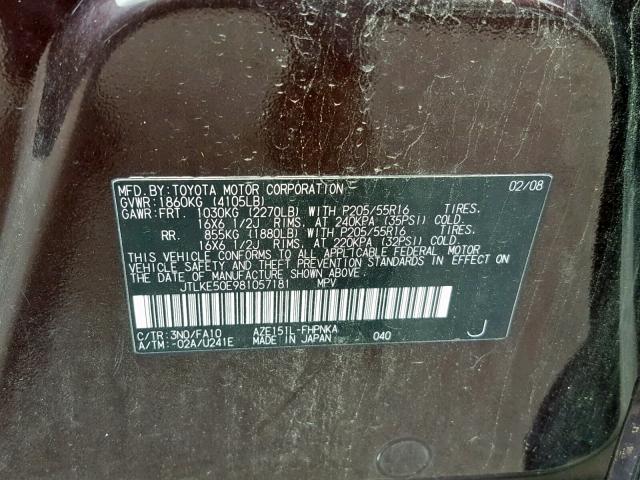 MFD.BY:TOYOTA MOTOR CORPORATION 02/08
GVWR:1860KG (4105LB)
GAWR:FRT. 1030KG (2270LB) WITH P205/55R16 TIRES.
16X6 1/2J, RIMS, AT 240KPA (35PSI) COLD.
RR. 855KG (1880LB) WITH P205/55R16 TIRES.
16X6 1/2J, RIMS, AT 220KPA (32PSI) COLD.
THIS VEHICLE CONFORMS TO ALL APPLICABLE FEDERAL MOTOR
VEHICLE SAFETY AND THEFT PREVENTION STANDARDS IN EFFECT ON
THE DATE OF MANUFACTURE SHOWN ABOVE.
JTLKE50E981057181 MPV
C/TR:3N0/FA10 AZE151L-FHPNKA
A/TM:-02A/U241E MADE IN JAPAN 040 J